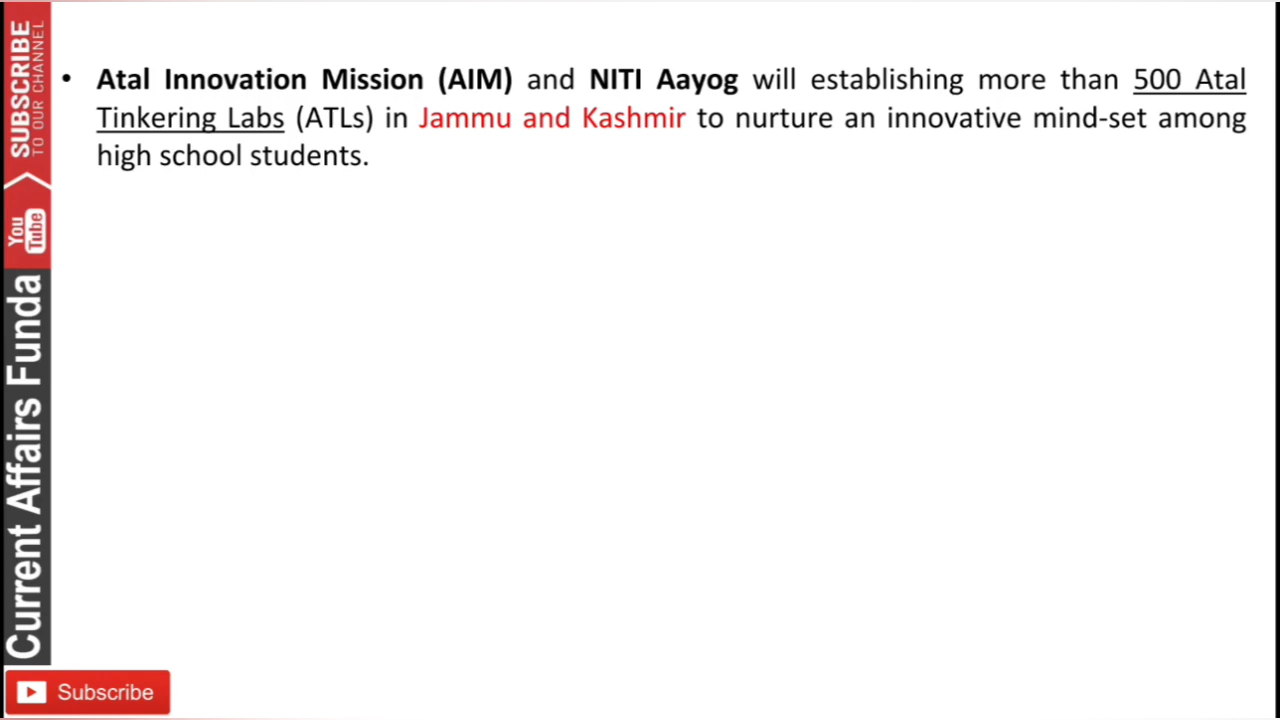 SUBSCRIBE
TO OUR CHANNEL
You
Tube
Current Affairs Funda
• Atal Innovation Mission (AIM) and NITI Aayog will establishing more than 500 Atal
Tinkering Labs (ATLs) in Jammu and Kashmir to nurture an innovative mind-set among
high school students.
Subscribe